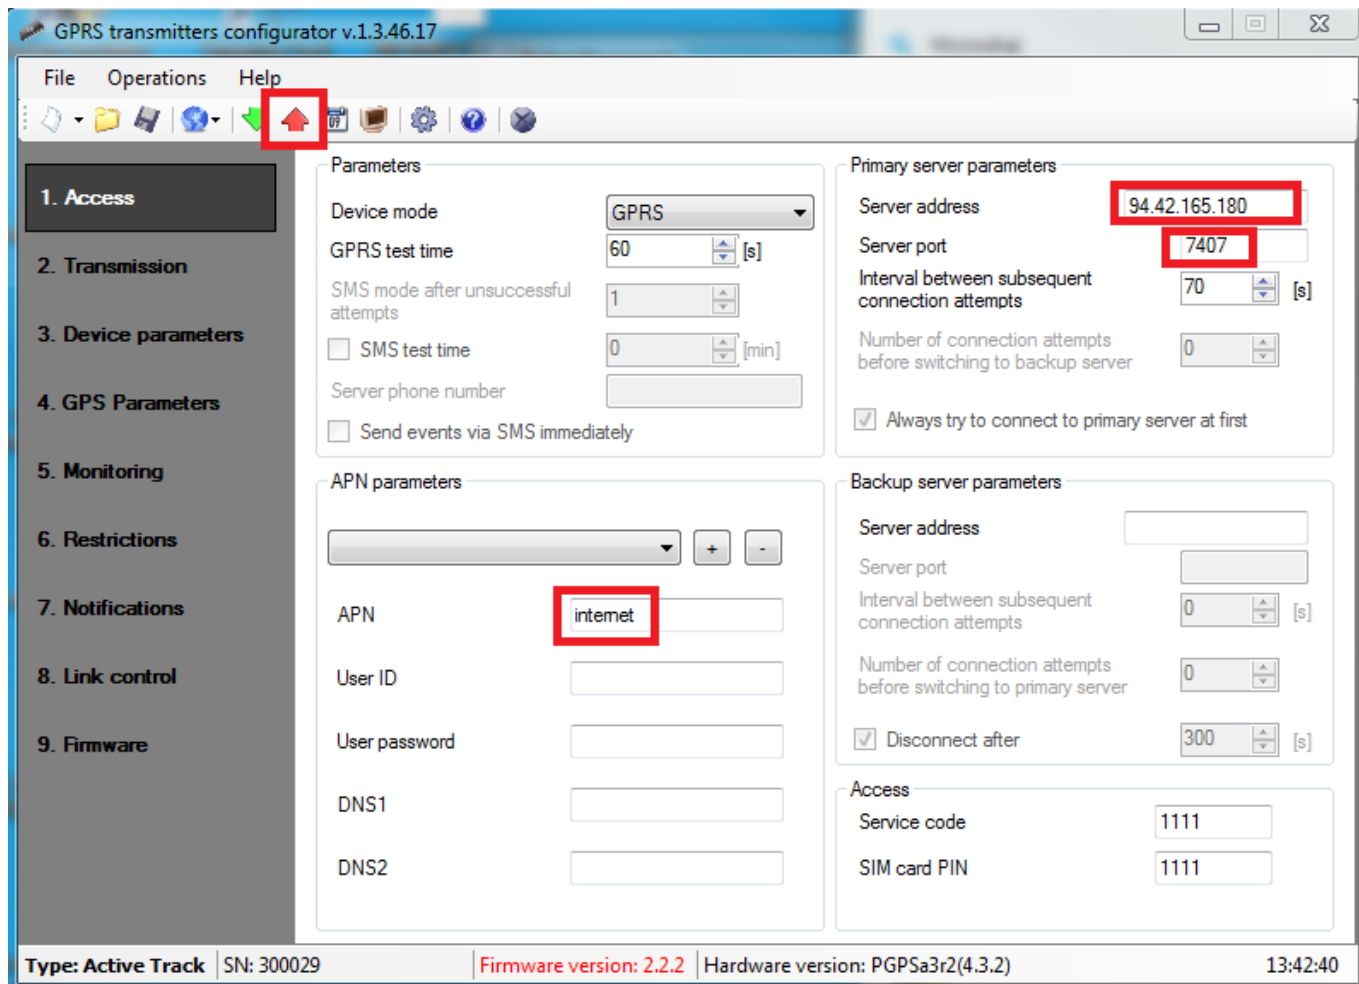 GPRS transmitters configurator v.1.3.46.17
File Operations Help
1. Access
2. Transmission
3. Device parameters
4. GPS Parameters
5. Monitoring
6. Restrictions
7. Notifications
8. Link control
9. Firmware
Parameters
Device mode GPRS
GPRS test time 60 [s]
SMS mode after unsuccessful
attempts 1
SMS test time 0 [min]
Server phone number
Send events via SMS immediately
APN parameters
+ -
APN internet
User ID
User password
DNS1
DNS2
Primary server parameters
Server address 94.42.165.180
Server port 7407
Interval between subsequent
connection attempts 70 [s]
Number of connection attempts
before switching to backup server 0
Always try to connect to primary server at first
Backup server parameters
Server address
Server port
Interval between subsequent
connection attempts 0 [s]
Number of connection attempts
before switching to primary server 0
Disconnect after 300 [s]
Access
Service code 1111
SIM card PIN 1111
Type: Active Track SN: 300029 Firmware version: 2.2.2 Hardware version: PGPSa3r2(4.3.2) 13:42:40